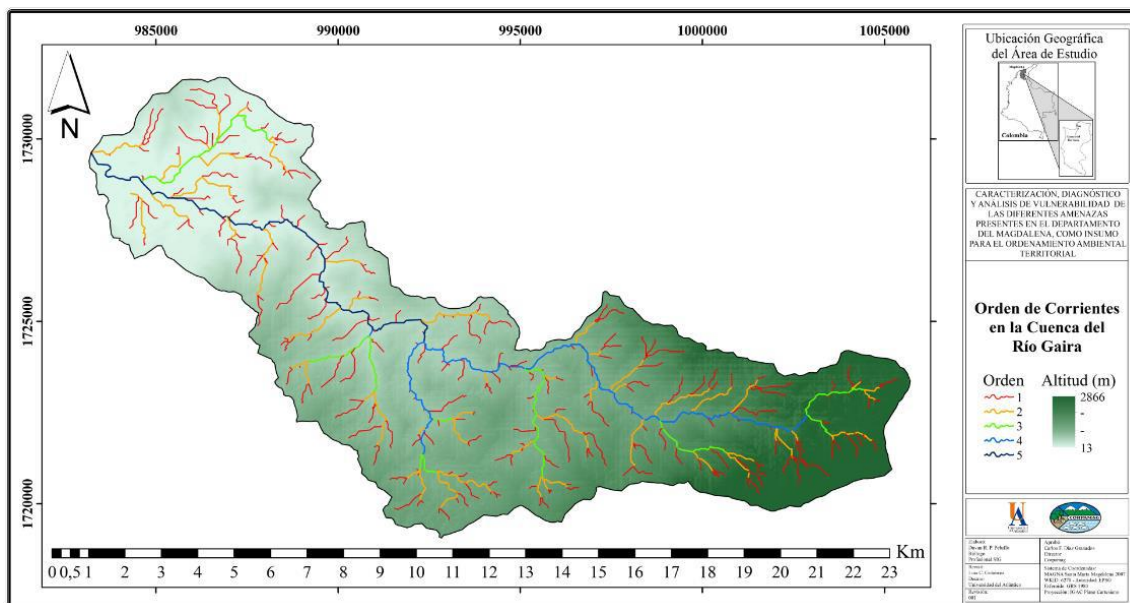 985000 990000 995000 1000000 1005000
1730000
1725000
1720000
N
0 0,5 1 2 3 4 5 6 7 8 9 10 11 12 13 14 15 16 17 18 19 20 21 22 23 Km
Ubicación Geográfica
del Área de Estudio
Colombia
CARACTERIZACIÓN, DIAGNÓSTICO
Y ANÁLISIS DE VULNERABILIDAD DE
LAS DIFERENTES AMENAZAS
PRESENTES EN EL DEPARTAMENTO
DEL MAGDALENA, COMO INSUMO
PARA EL ORDENAMIENTO AMBIENTAL
TERRITORIAL
Orden de Corrientes
en la Cuenca del
Río Gaira
Orden Altitud (m)
1 2866
2 -
3 -
4 13
5
Universidad del Atlántico